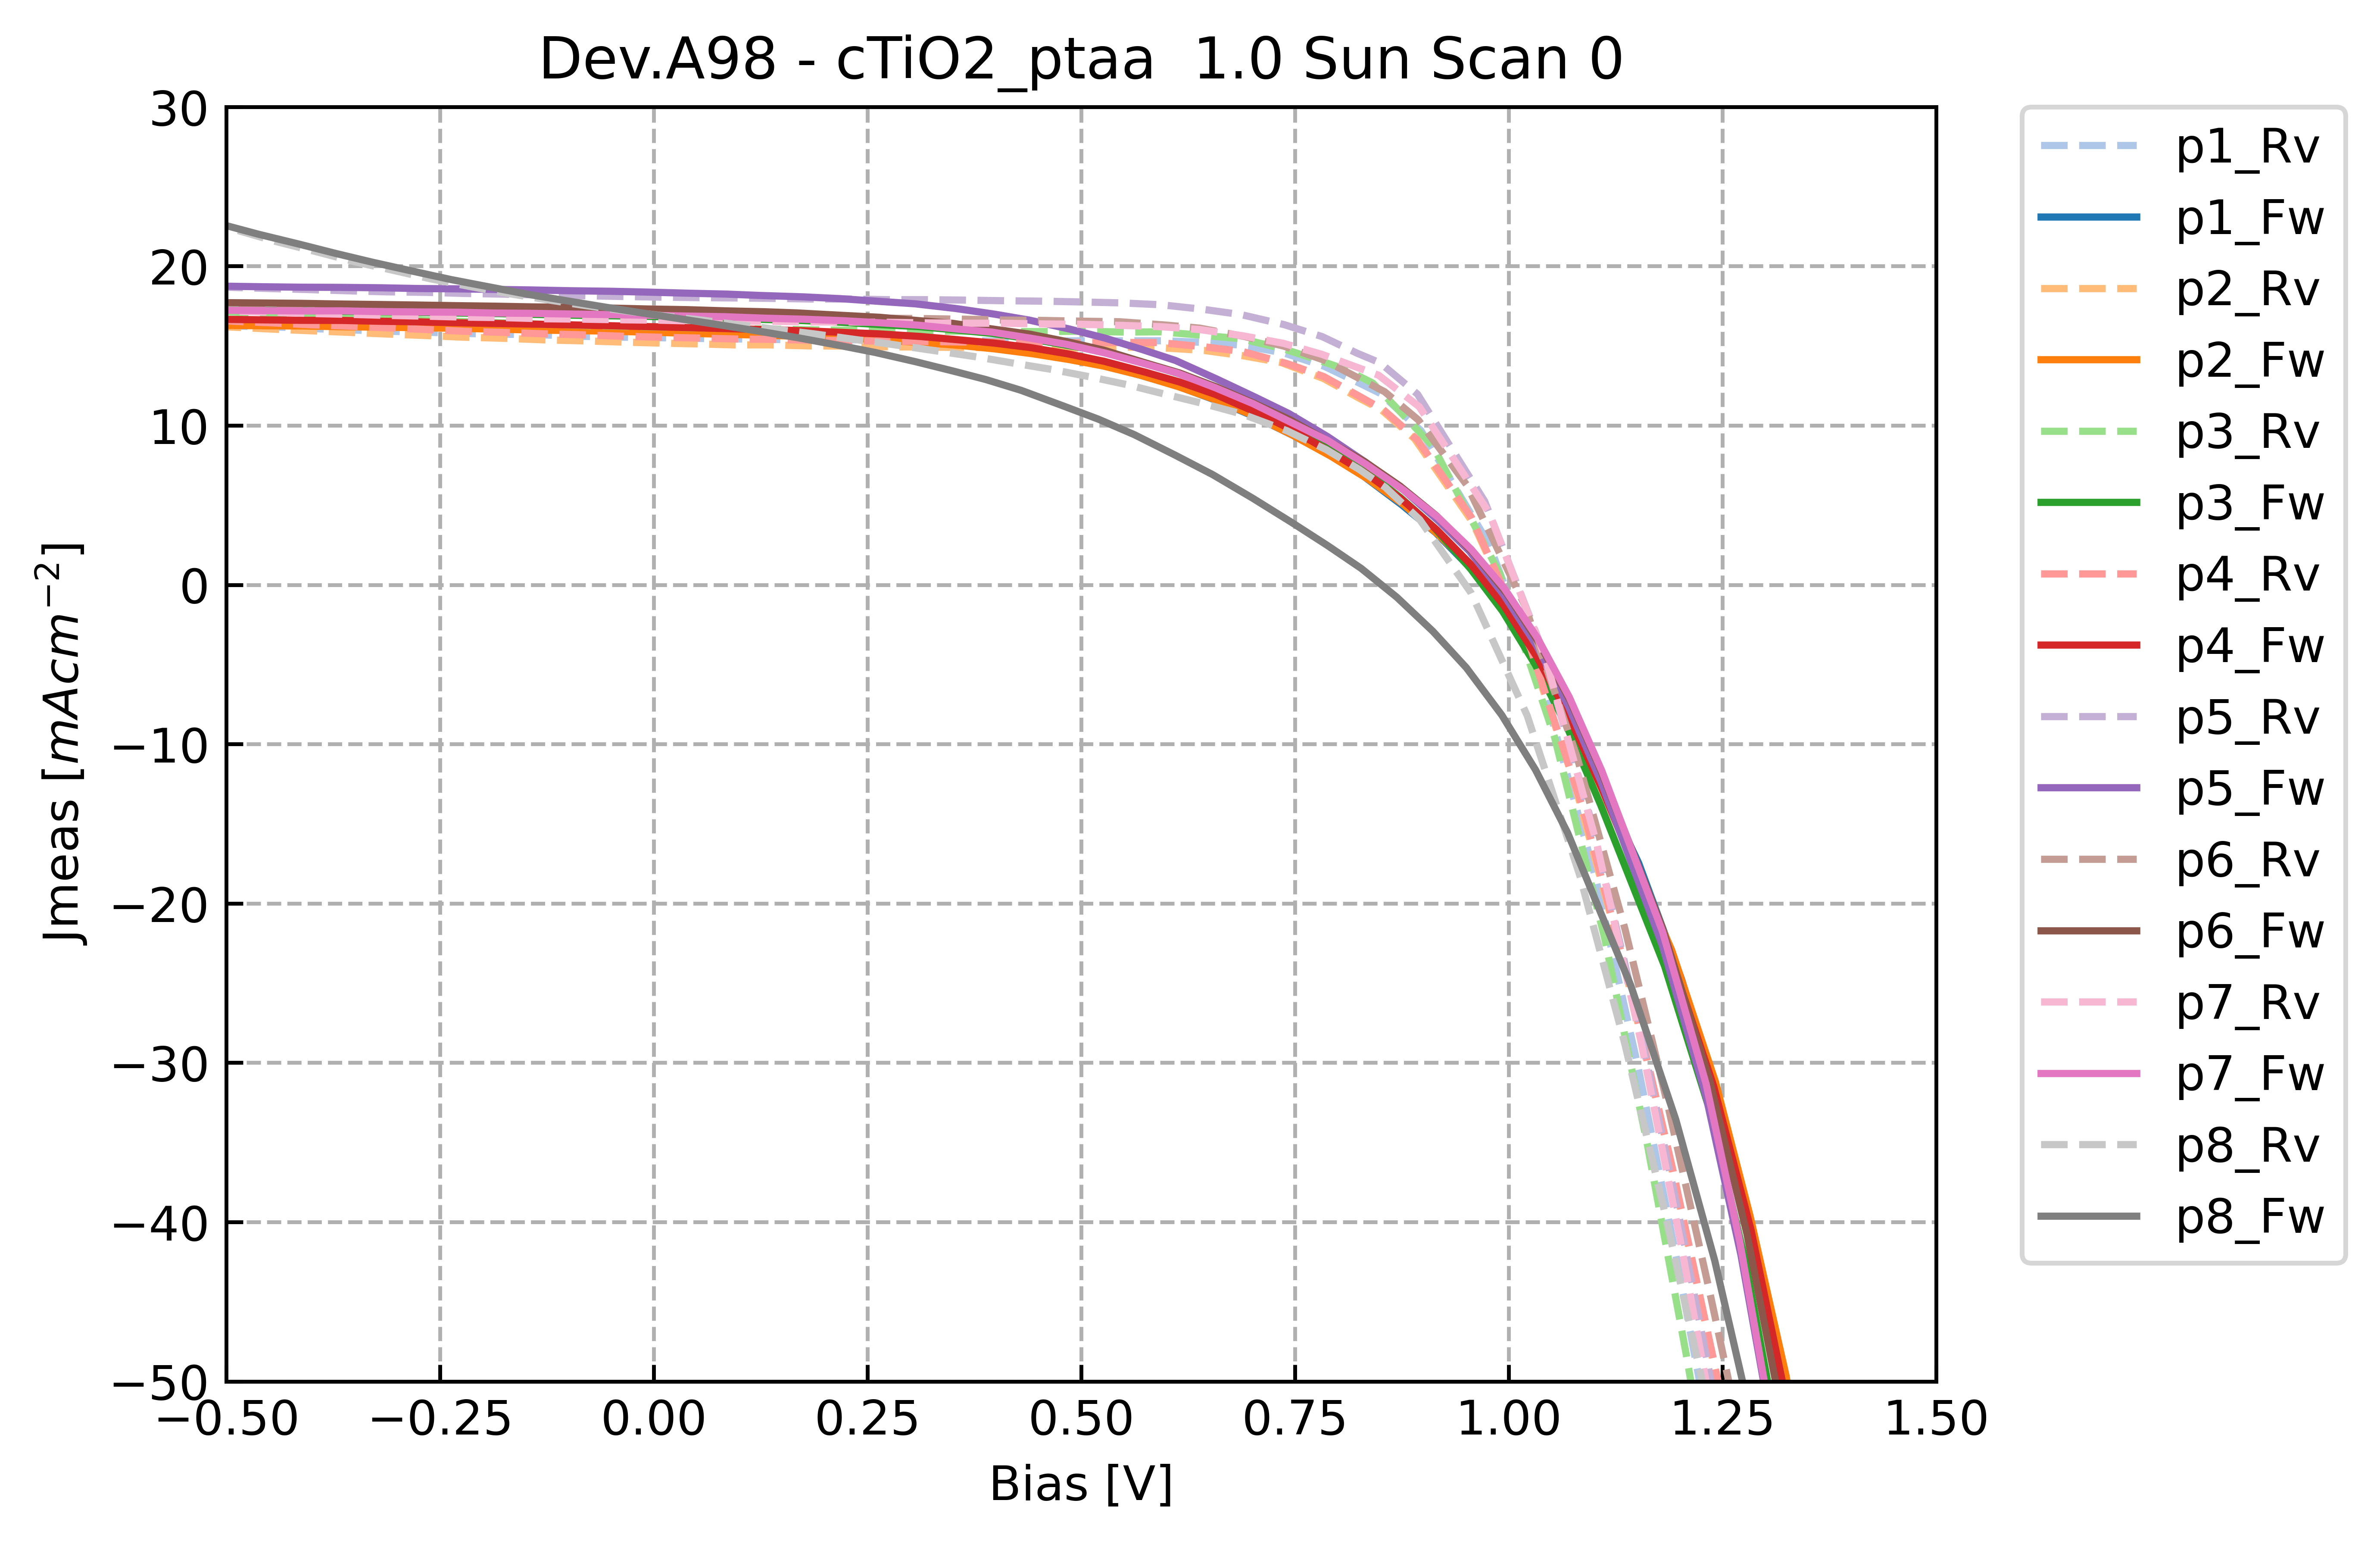 Dev.A98 - cTiO2_ptaa  1.0 Sun Scan 0
30
20
10
0
−10
−20
−30
−40
−50
Jmeas [mAcm⁻²]
−0.50 −0.25 0.00 0.25 0.50 0.75 1.00 1.25 1.50
Bias [V]
p1_Rv
p1_Fw
p2_Rv
p2_Fw
p3_Rv
p3_Fw
p4_Rv
p4_Fw
p5_Rv
p5_Fw
p6_Rv
p6_Fw
p7_Rv
p7_Fw
p8_Rv
p8_Fw